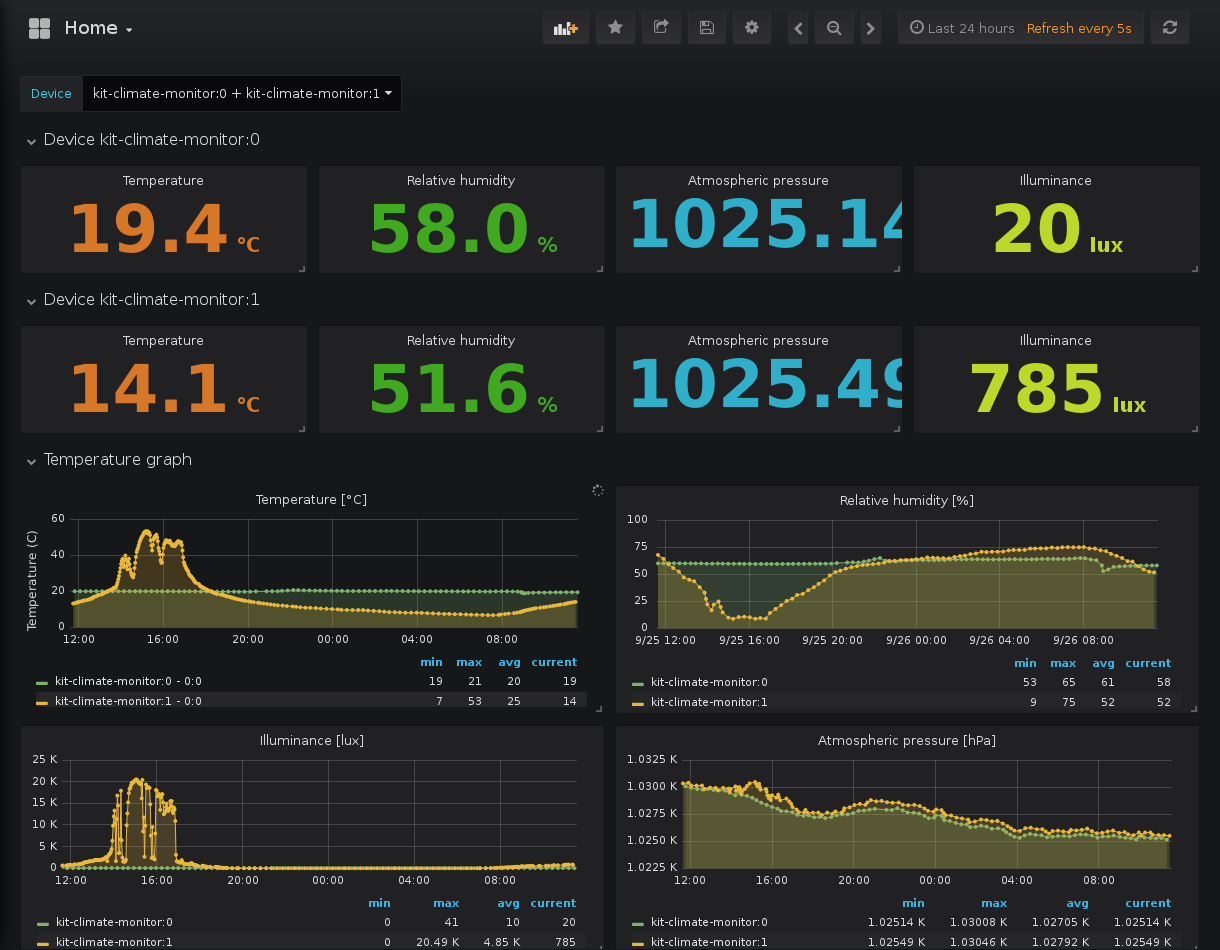 Home
Last 24 hours Refresh every 5s
Device kit-climate-monitor:0 + kit-climate-monitor:1
Device kit-climate-monitor:0
Temperature Relative humidity Atmospheric pressure Illuminance
19.4 °C 58.0 % 1025.14 20 lux
Device kit-climate-monitor:1
Temperature Relative humidity Atmospheric pressure Illuminance
14.1 °C 51.6 % 1025.49 785 lux
Temperature graph
Temperature [°C]
Temperature (C)
60
40
20
0
12:00 16:00 20:00 00:00 04:00 08:00
min max avg current
kit-climate-monitor:0 - 0:0 19 21 20 19
kit-climate-monitor:1 - 0:0 7 53 25 14
Relative humidity [%]
100
75
50
25
0
9/25 12:00 9/25 16:00 9/25 20:00 9/26 00:00 9/26 04:00 9/26 08:00
min max avg current
kit-climate-monitor:0 53 65 61 58
kit-climate-monitor:1 9 75 52 52
Illuminance [lux]
25 K
20 K
15 K
10 K
5 K
0
12:00 16:00 20:00 00:00 04:00 08:00
min max avg current
kit-climate-monitor:0 0 41 10 20
kit-climate-monitor:1 0 20.49 K 4.85 K 785
Atmospheric pressure [hPa]
1.0325 K
1.0300 K
1.0275 K
1.0250 K
1.0225 K
12:00 16:00 20:00 00:00 04:00 08:00
min max avg current
kit-climate-monitor:0 1.02514 K 1.03008 K 1.02705 K 1.02514 K
kit-climate-monitor:1 1.02549 K 1.03046 K 1.02792 K 1.02549 K